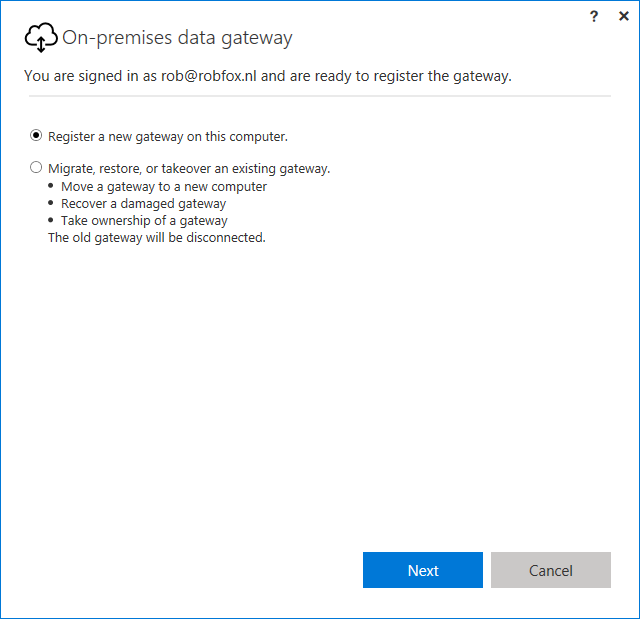 ?
On-premises data gateway
You are signed in as rob@robfox.nl and are ready to register the gateway.
Register a new gateway on this computer.
Migrate, restore, or takeover an existing gateway.
• Move a gateway to a new computer
• Recover a damaged gateway
• Take ownership of a gateway
The old gateway will be disconnected.
Next
Cancel